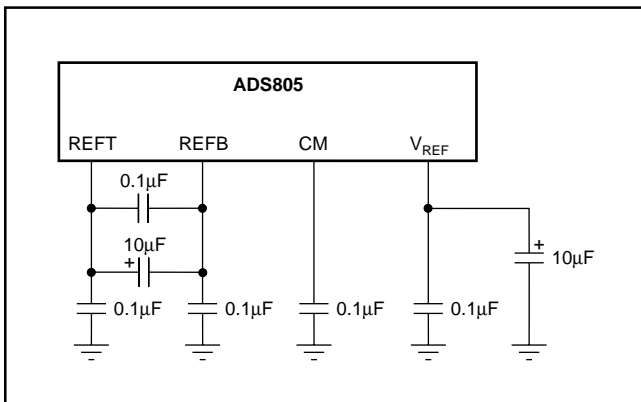 ADS805
REFT REFB CM VREF
0.1µF
10µF
+
+
10µF
0.1µF 0.1µF 0.1µF 0.1µF